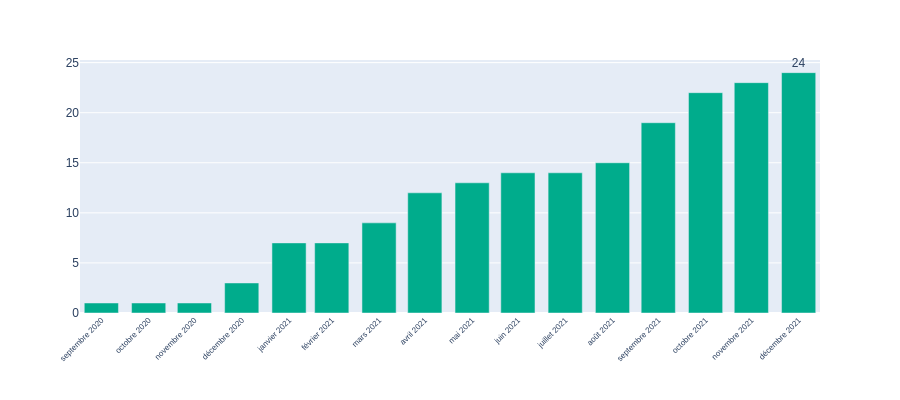 25
20
15
10
5
0
24
septembre 2020
octobre 2020
novembre 2020
décembre 2020
janvier 2021
février 2021
mars 2021
avril 2021
mai 2021
juin 2021
juillet 2021
août 2021
septembre 2021
octobre 2021
novembre 2021
décembre 2021